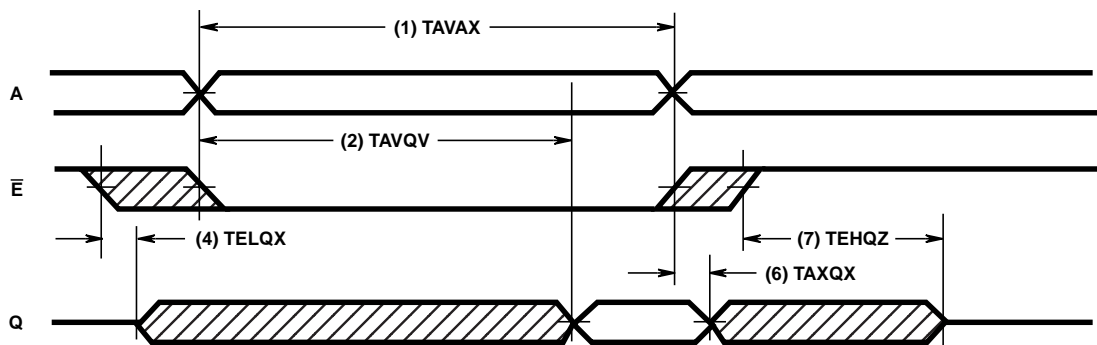 (1) TAVAX
A
(2) TAVQV
E̅
(4) TELQX
(7) TEHQZ
(6) TAXQX
Q